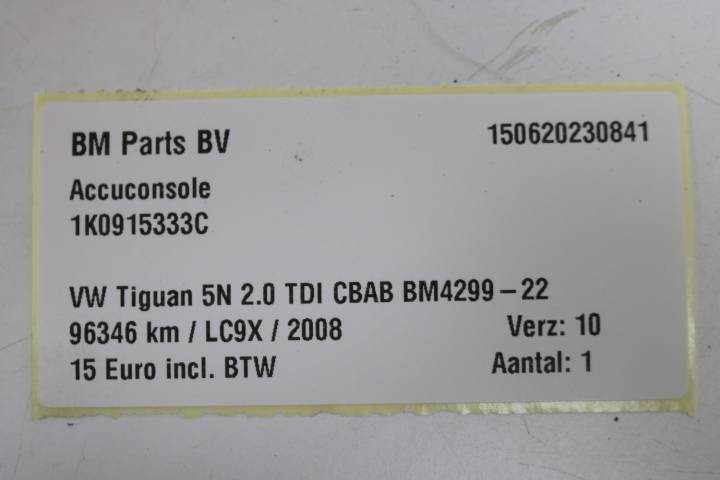 BM Parts BV 150620230841
Accuconsole
1K0915333C
VW Tiguan 5N 2.0 TDI CBAB BM4299-22
96346 km / LC9X / 2008 Verz: 10
15 Euro incl. BTW Aantal: 1